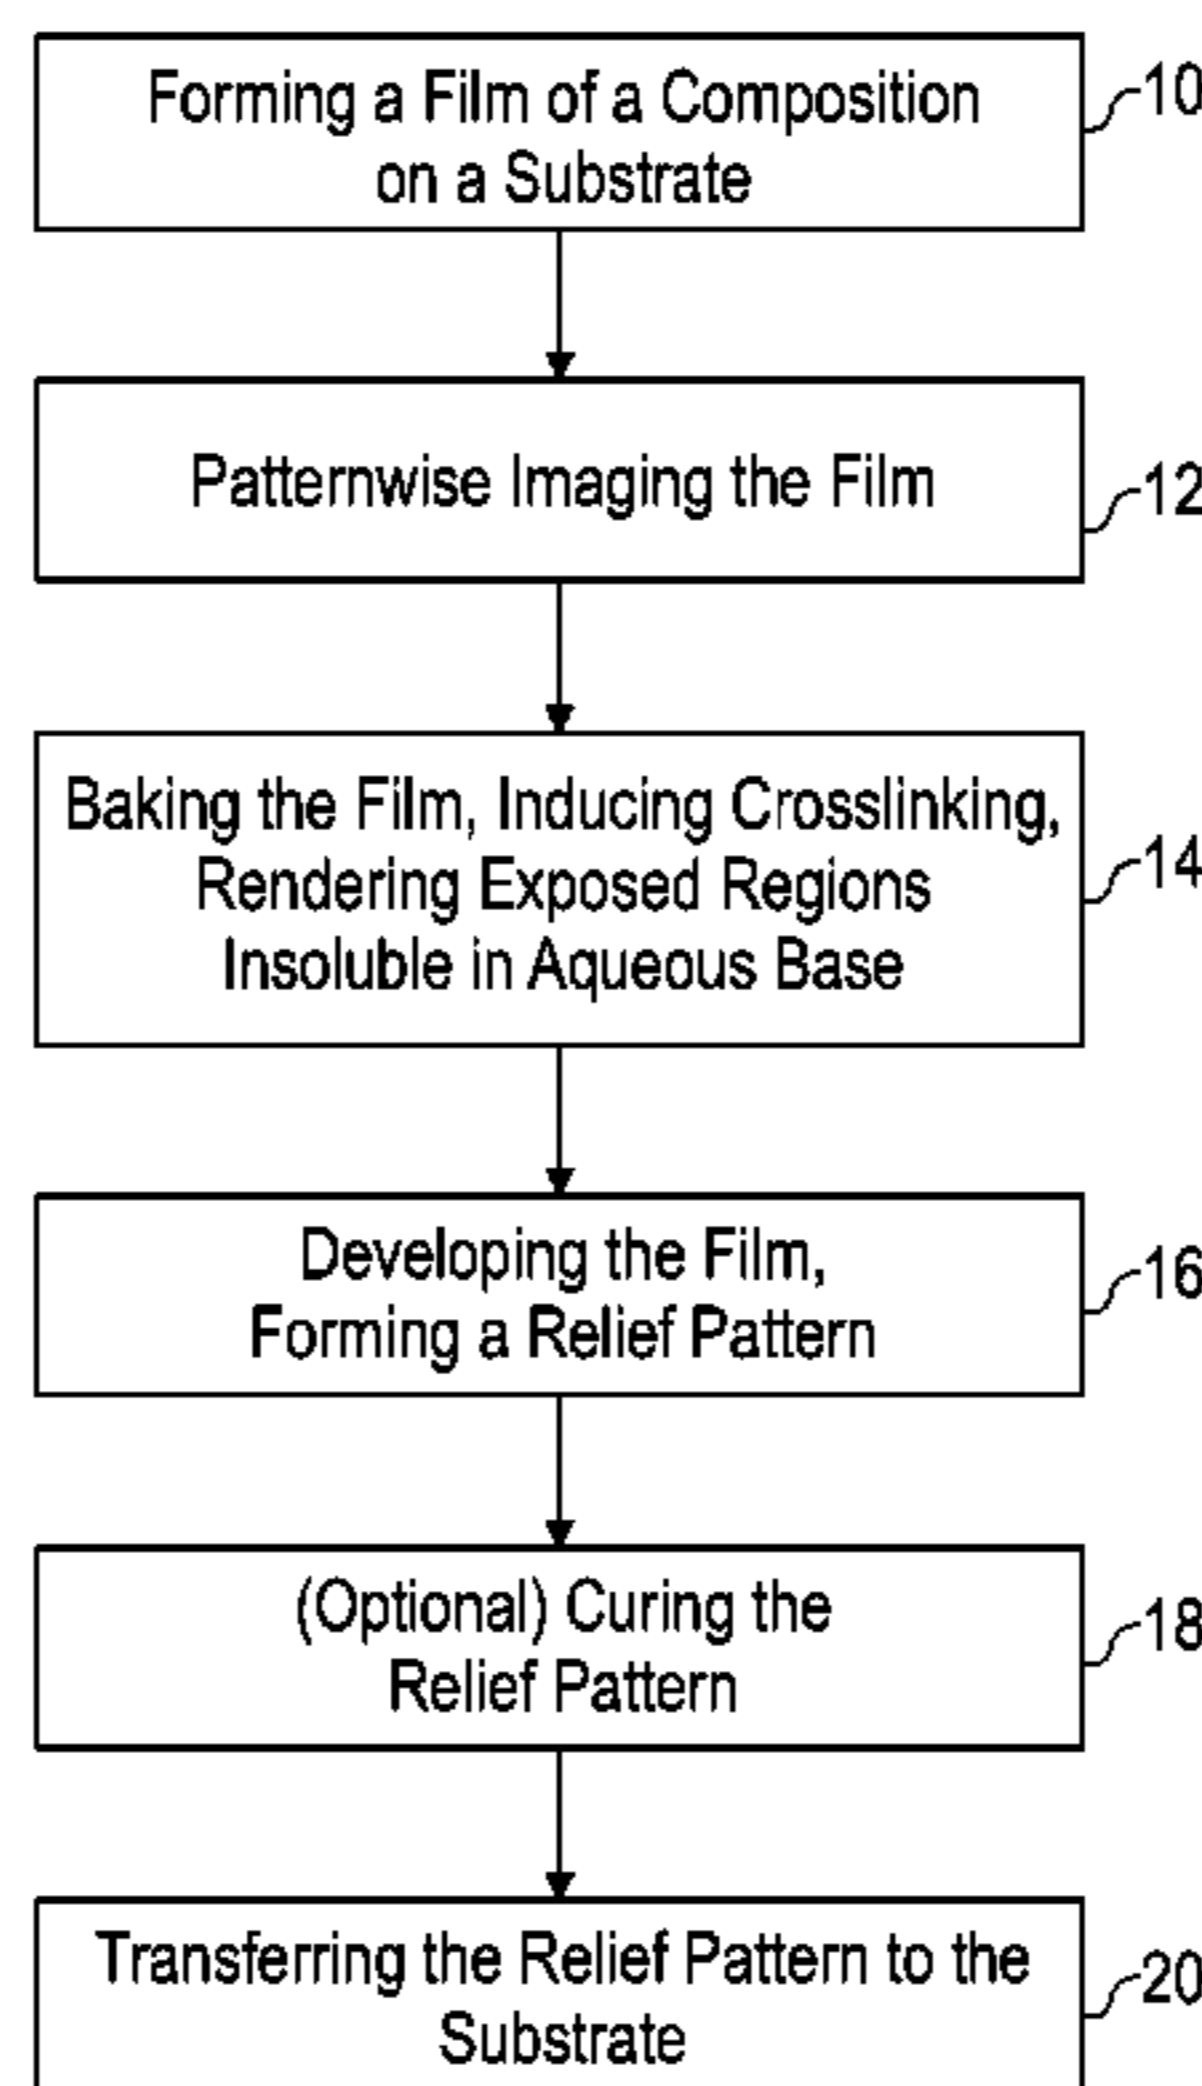 Forming a Film of a Composition
on a Substrate
10
Patternwise Imaging the Film
12
Baking the Film, Inducing Crosslinking,
Rendering Exposed Regions
Insoluble in Aqueous Base
14
Developing the Film,
Forming a Relief Pattern
16
(Optional) Curing the
Relief Pattern
18
Transferring the Relief Pattern to the
Substrate
20